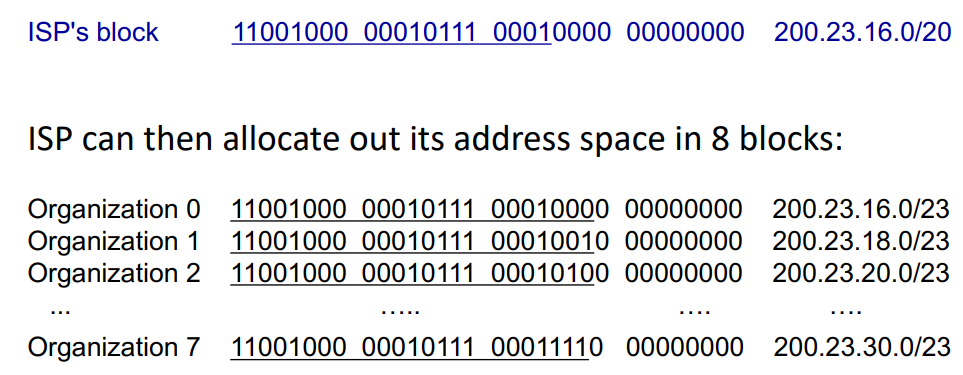 ISP's block 11001000 00010111 00010000 00000000 200.23.16.0/20
ISP can then allocate out its address space in 8 blocks:
Organization 0 11001000 00010111 00010000 00000000 200.23.16.0/23
Organization 1 11001000 00010111 00010010 00000000 200.23.18.0/23
Organization 2 11001000 00010111 00010100 00000000 200.23.20.0/23
... ….. …. ….
Organization 7 11001000 00010111 00011110 00000000 200.23.30.0/23